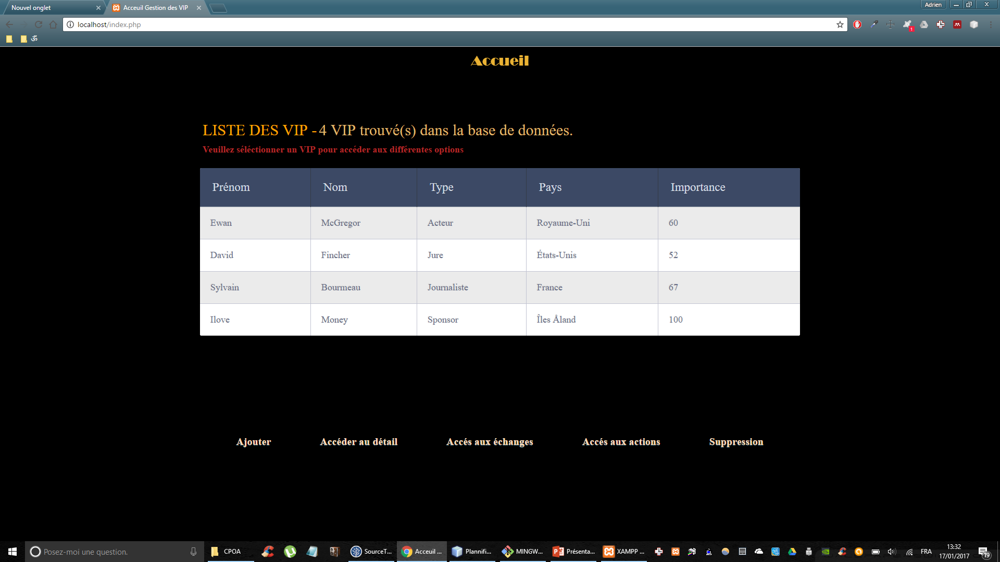 Nouvel onglet
Acceuil Gestion des VIP
Adrien
localhost/index.php
1
ॐ
Accueil
LISTE DES VIP - 4 VIP trouvé(s) dans la base de données.
Veuillez séléctionner un VIP pour accéder aux différentes options
Prénom Nom Type Pays Importance
Ewan McGregor Acteur Royaume-Uni 60
David Fincher Jure États-Unis 52
Sylvain Bourmeau Journaliste France 67
Ilove Money Sponsor Îles Åland 100
Ajouter Accéder au détail Accés aux échanges Accés aux actions Suppression
Posez-moi une question.
CPOA
SourceT...
Acceuil ...
Plannifi...
MINGW...
Présenta...
XAMPP ...
FRA
13:32
17/01/2017
19